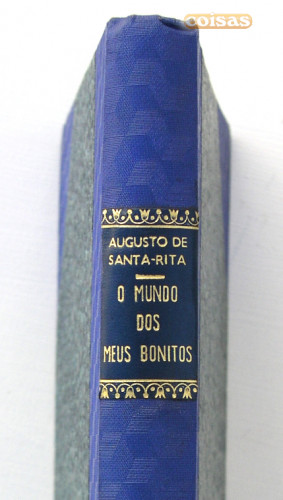 coisas
AUGUSTO DE
SANTA-RITA
O MUNDO
DOS
MEUS BONITOS